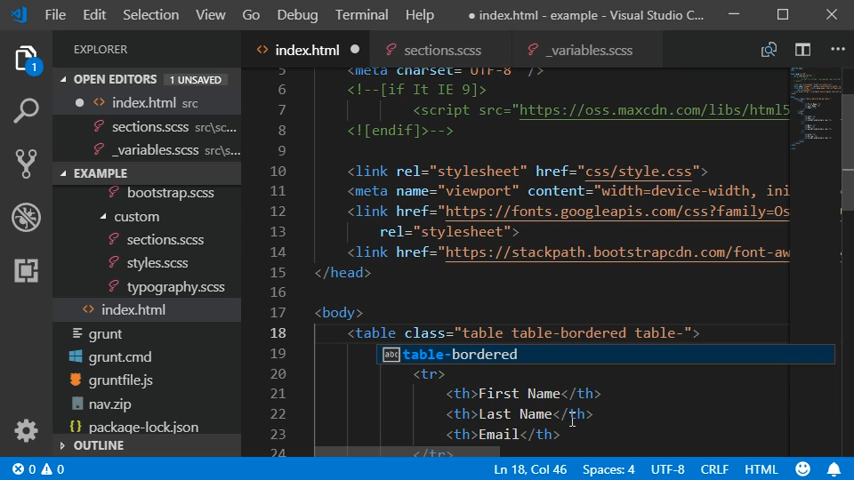 File Edit Selection View Go Debug Terminal Help ● index.html - example - Visual Studio C...
EXPLORER
index.html
sections.scss
_variables.scss
OPEN EDITORS 1 UNSAVED
index.html src
sections.scss src\sc...
_variables.scss src\s...
EXAMPLE
bootstrap.scss
custom
sections.scss
styles.scss
typography.scss
index.html
grunt
grunt.cmd
gruntfile.js
nav.zip
package-lock.json
OUTLINE
1
5 <meta charset="UTF-8" />
6 <!--[if It IE 9]>
7 <script src="https://oss.maxcdn.com/libs/html5
8 <![endif]-->
9
10 <link rel="stylesheet" href="css/style.css">
11 <meta name="viewport" content="width=device-width, ini
12 <link href="https://fonts.googleapis.com/css?family=Os
13 rel="stylesheet">
14 <link href="https://stackpath.bootstrapcdn.com/font-aw
15 </head>
16
17 <body>
18 <table class="table table-bordered table-">
19 abc table-bordered
20 <tr>
21 <th>First Name</th>
22 <th>Last Name</th>
23 <th>Email</th>
24 </tr>
0 0 Ln 18, Col 46 Spaces: 4 UTF-8 CRLF HTML